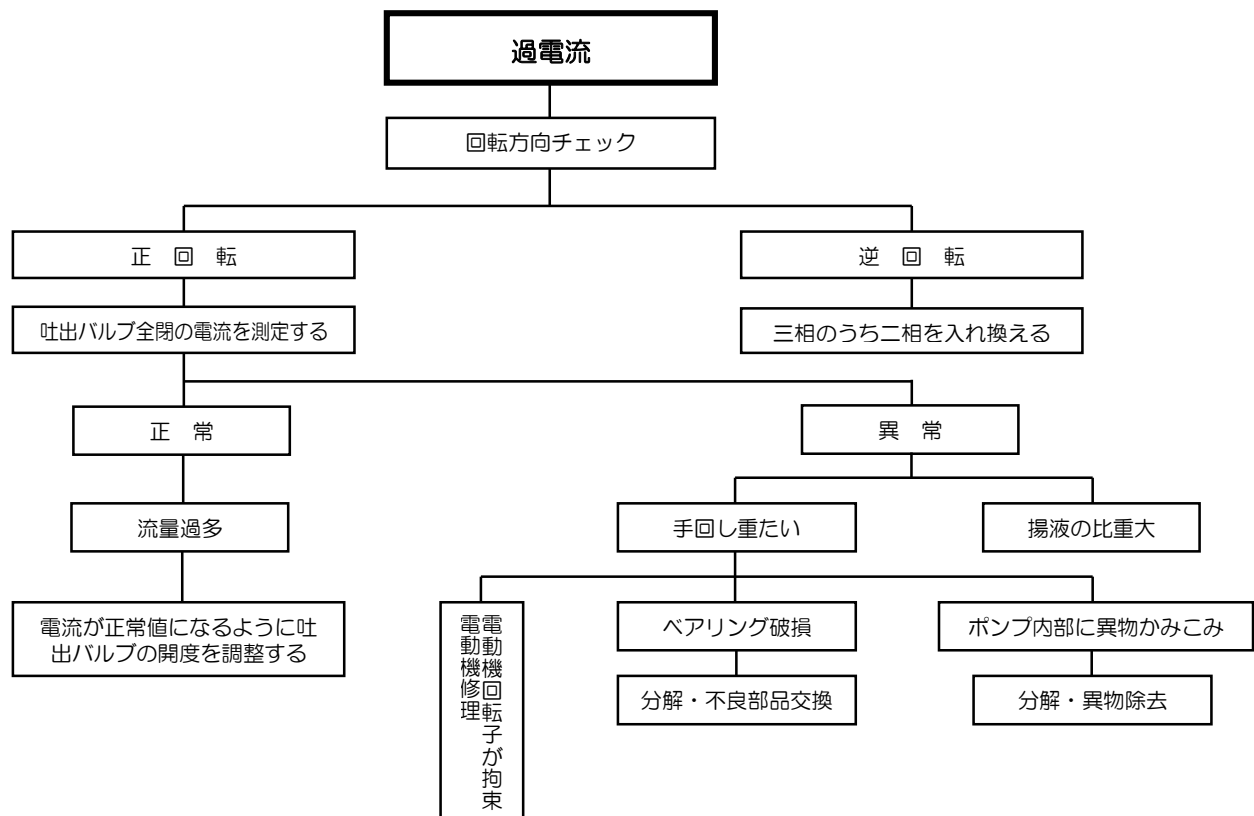 過電流
回転方向チェック
正　回　転
逆　回　転
吐出バルブ全閉の電流を測定する
三相のうち二相を入れ換える
正　常
異　常
流量過多
手回し重たい
揚液の比重大
電流が正常値になるように吐
出バルブの開度を調整する
電動機回転子が拘束
電動機修理
ベアリング破損
ポンプ内部に異物かみこみ
分解・不良部品交換
分解・異物除去